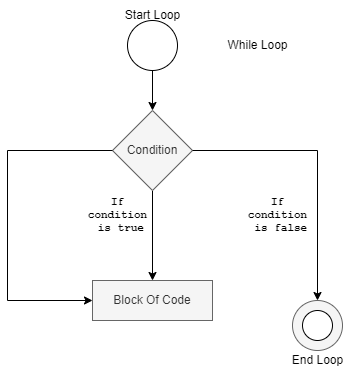 Start Loop
While Loop
Condition
If
condition
is true
If
condition
is false
Block Of Code
End Loop